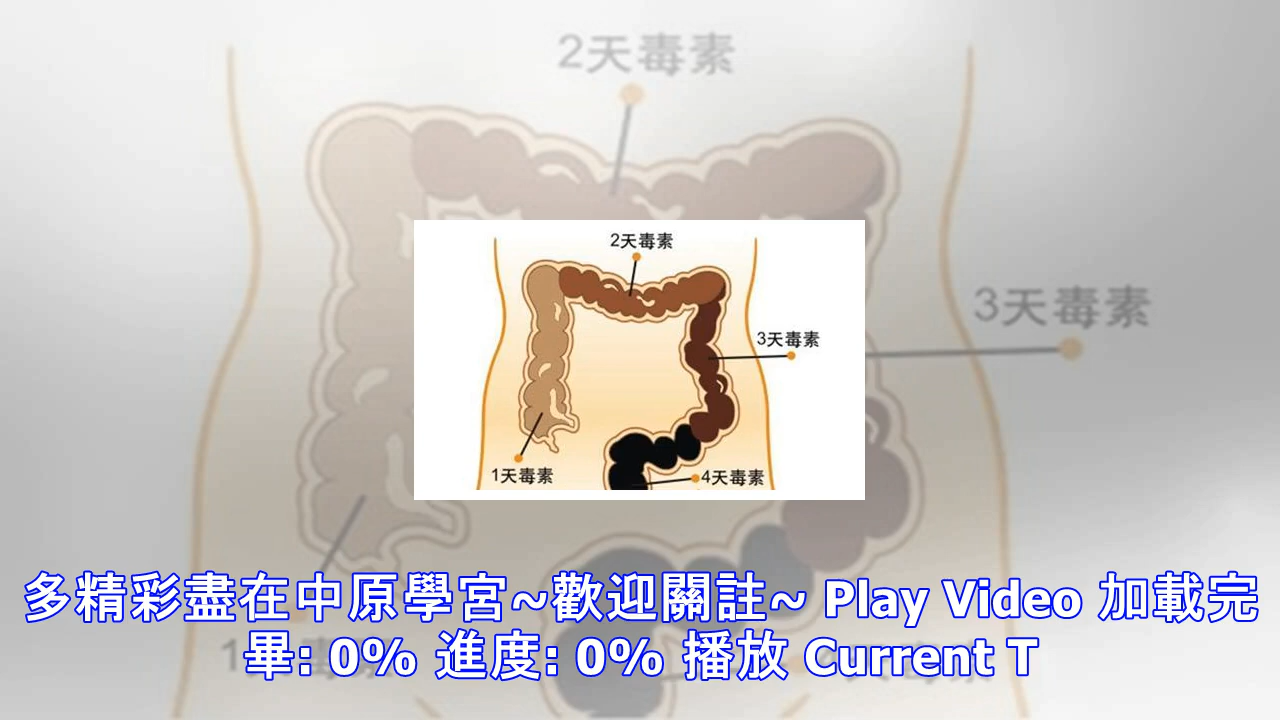 2天毒素
2天毒素
3天毒素
3天毒素
1天毒素
4天毒素
多精彩盡在中原學宮~歡迎關註~ Play Video 加載完
畢: 0% 進度: 0% 播放 Current T